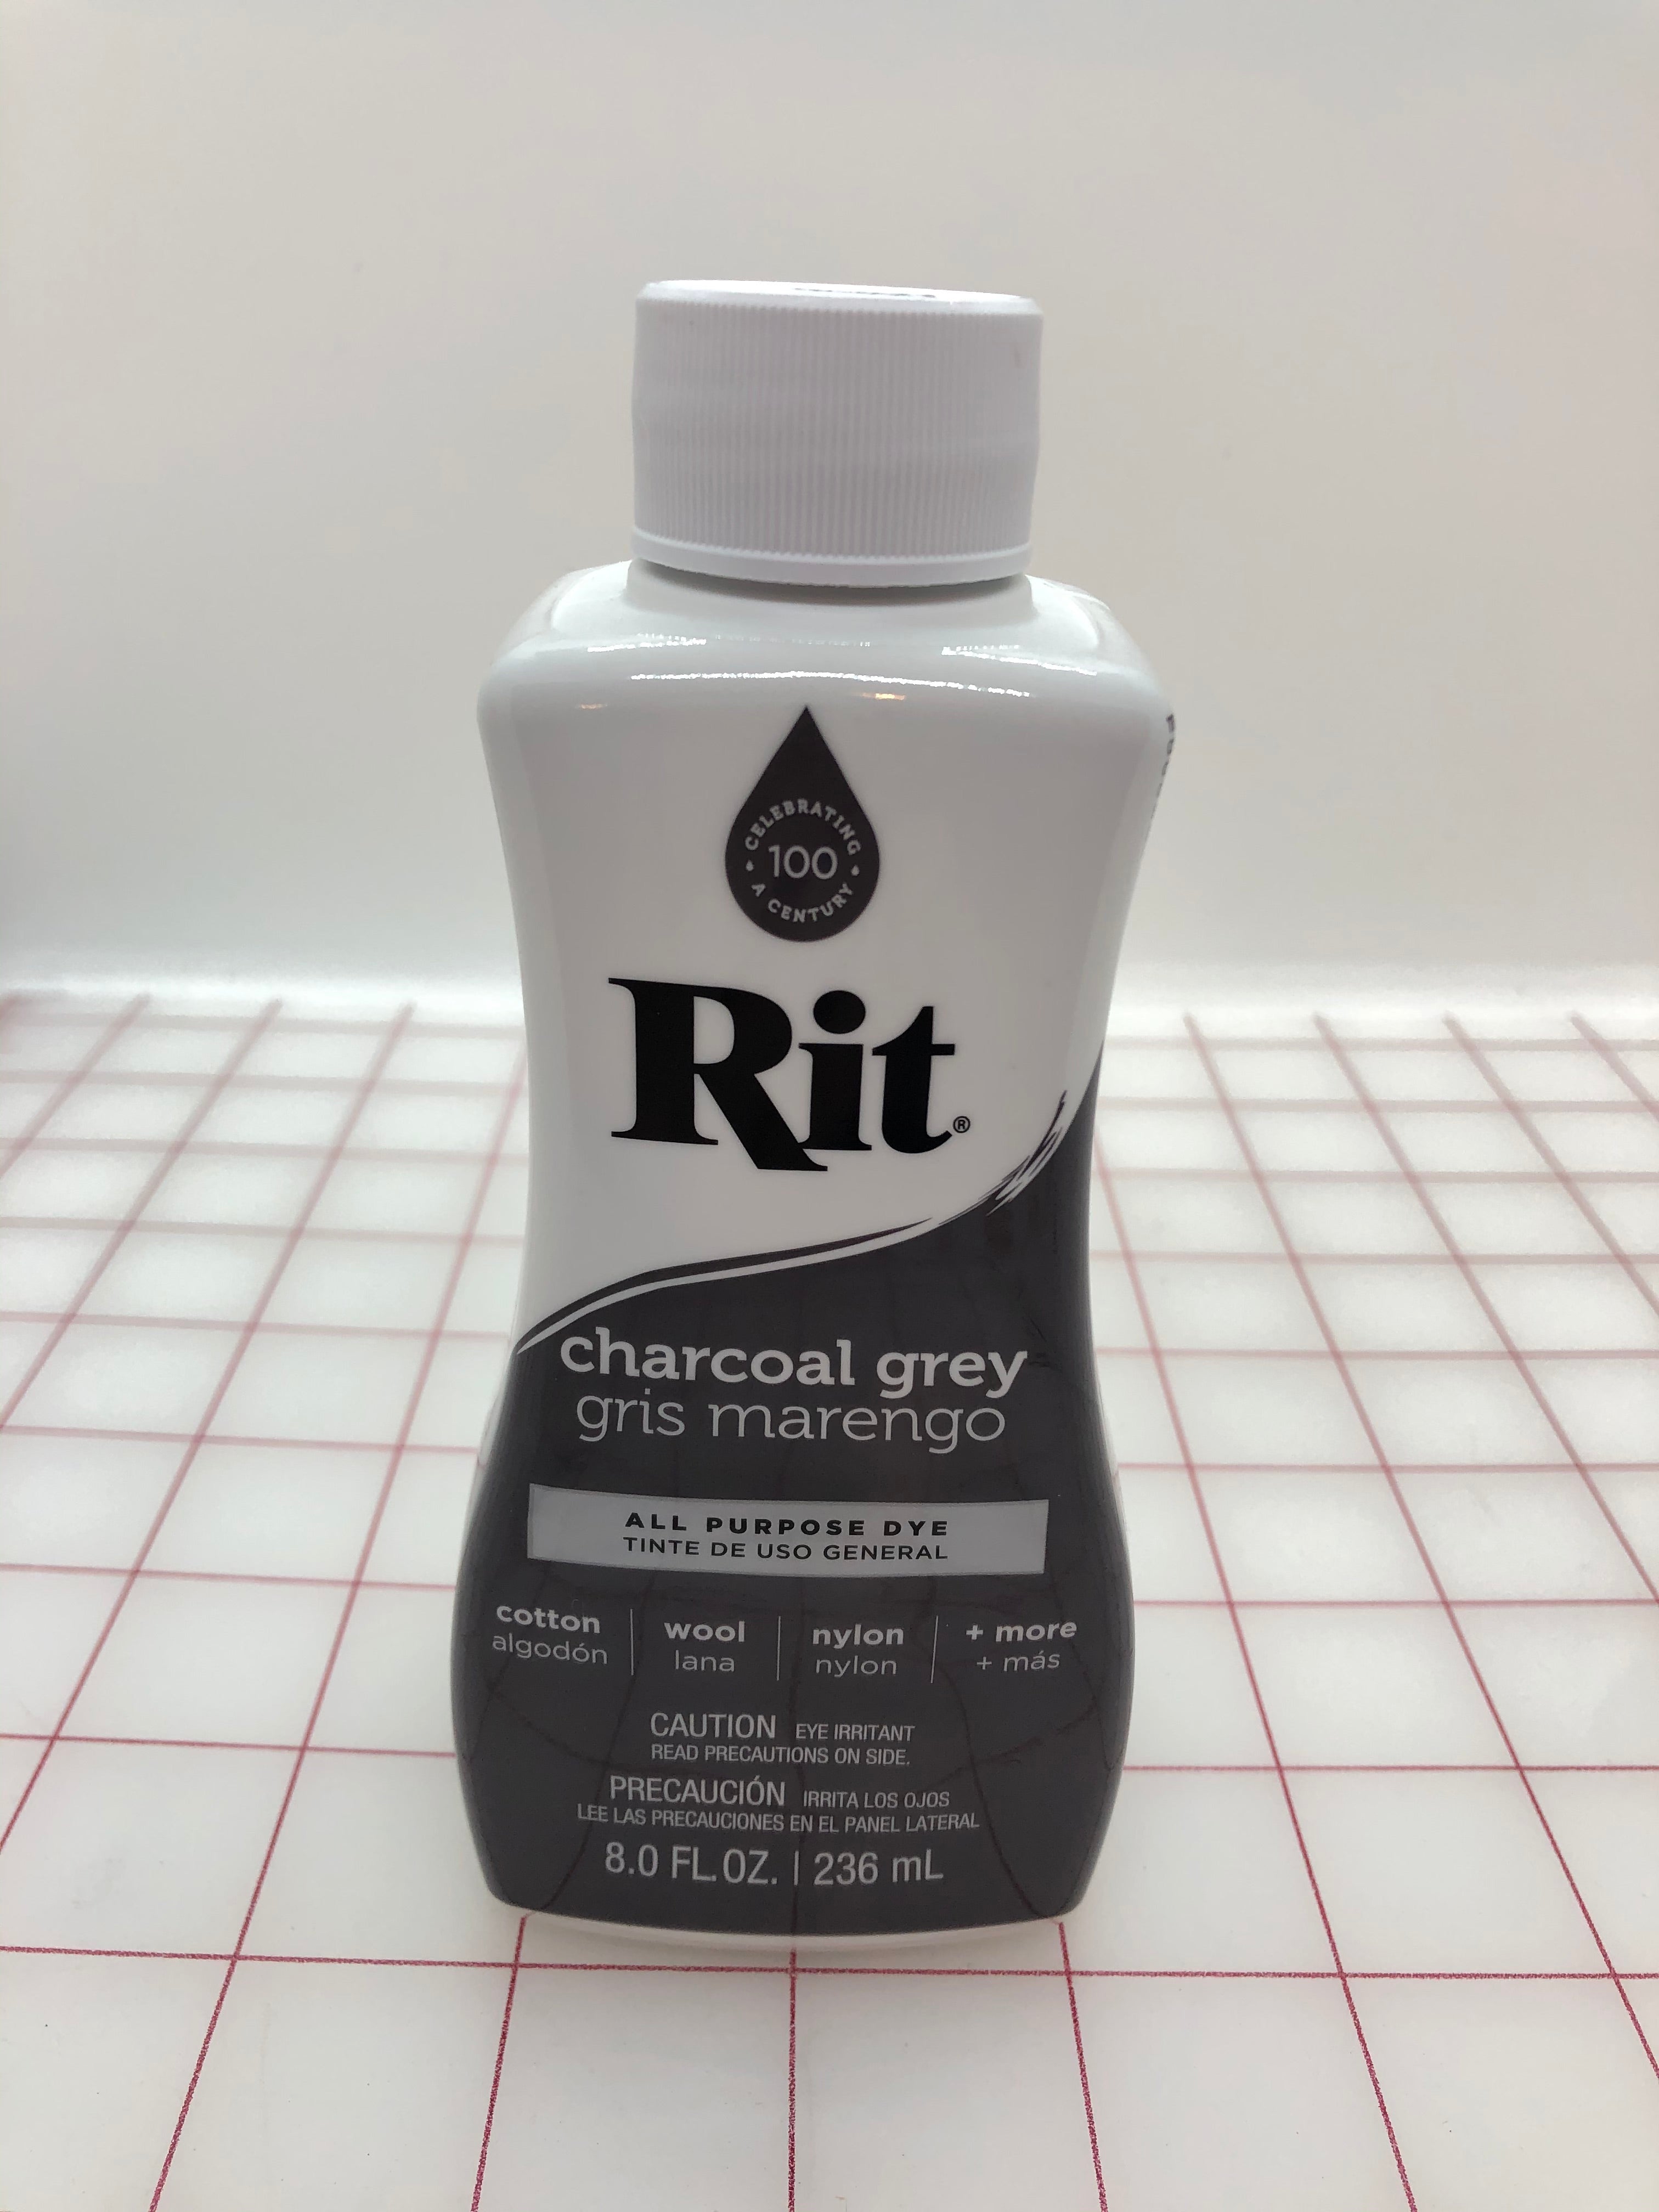 CELEBRATING
100
A CENTURY
Rit®
charcoal grey
gris marengo
ALL PURPOSE DYE
TINTE DE USO GENERAL
cotton | wool | nylon | + more
algodón | lana | nylon | + más
CAUTION EYE IRRITANT
READ PRECAUTIONS ON SIDE.
PRECAUCIÓN IRRITA LOS OJOS
LEE LAS PRECAUCIONES EN EL PANEL LATERAL
8.0 FL.OZ. | 236 mL